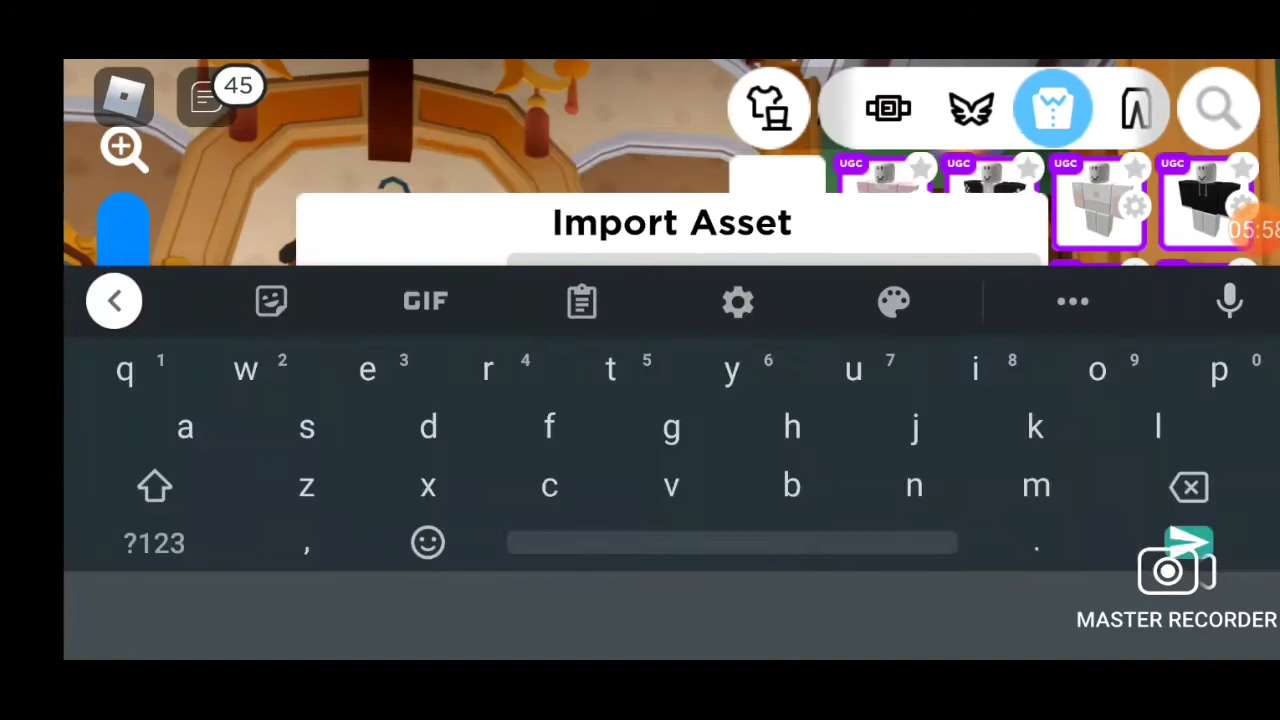 45
UGC UGC UGC UGC
05:58
Import Asset
GIF
q 1 w 2 e 3 r 4 t 5 y 6 u 7 i 8 o 9 p 0
a s d f g h j k l
z x c v b n m
?123 , .
MASTER RECORDER